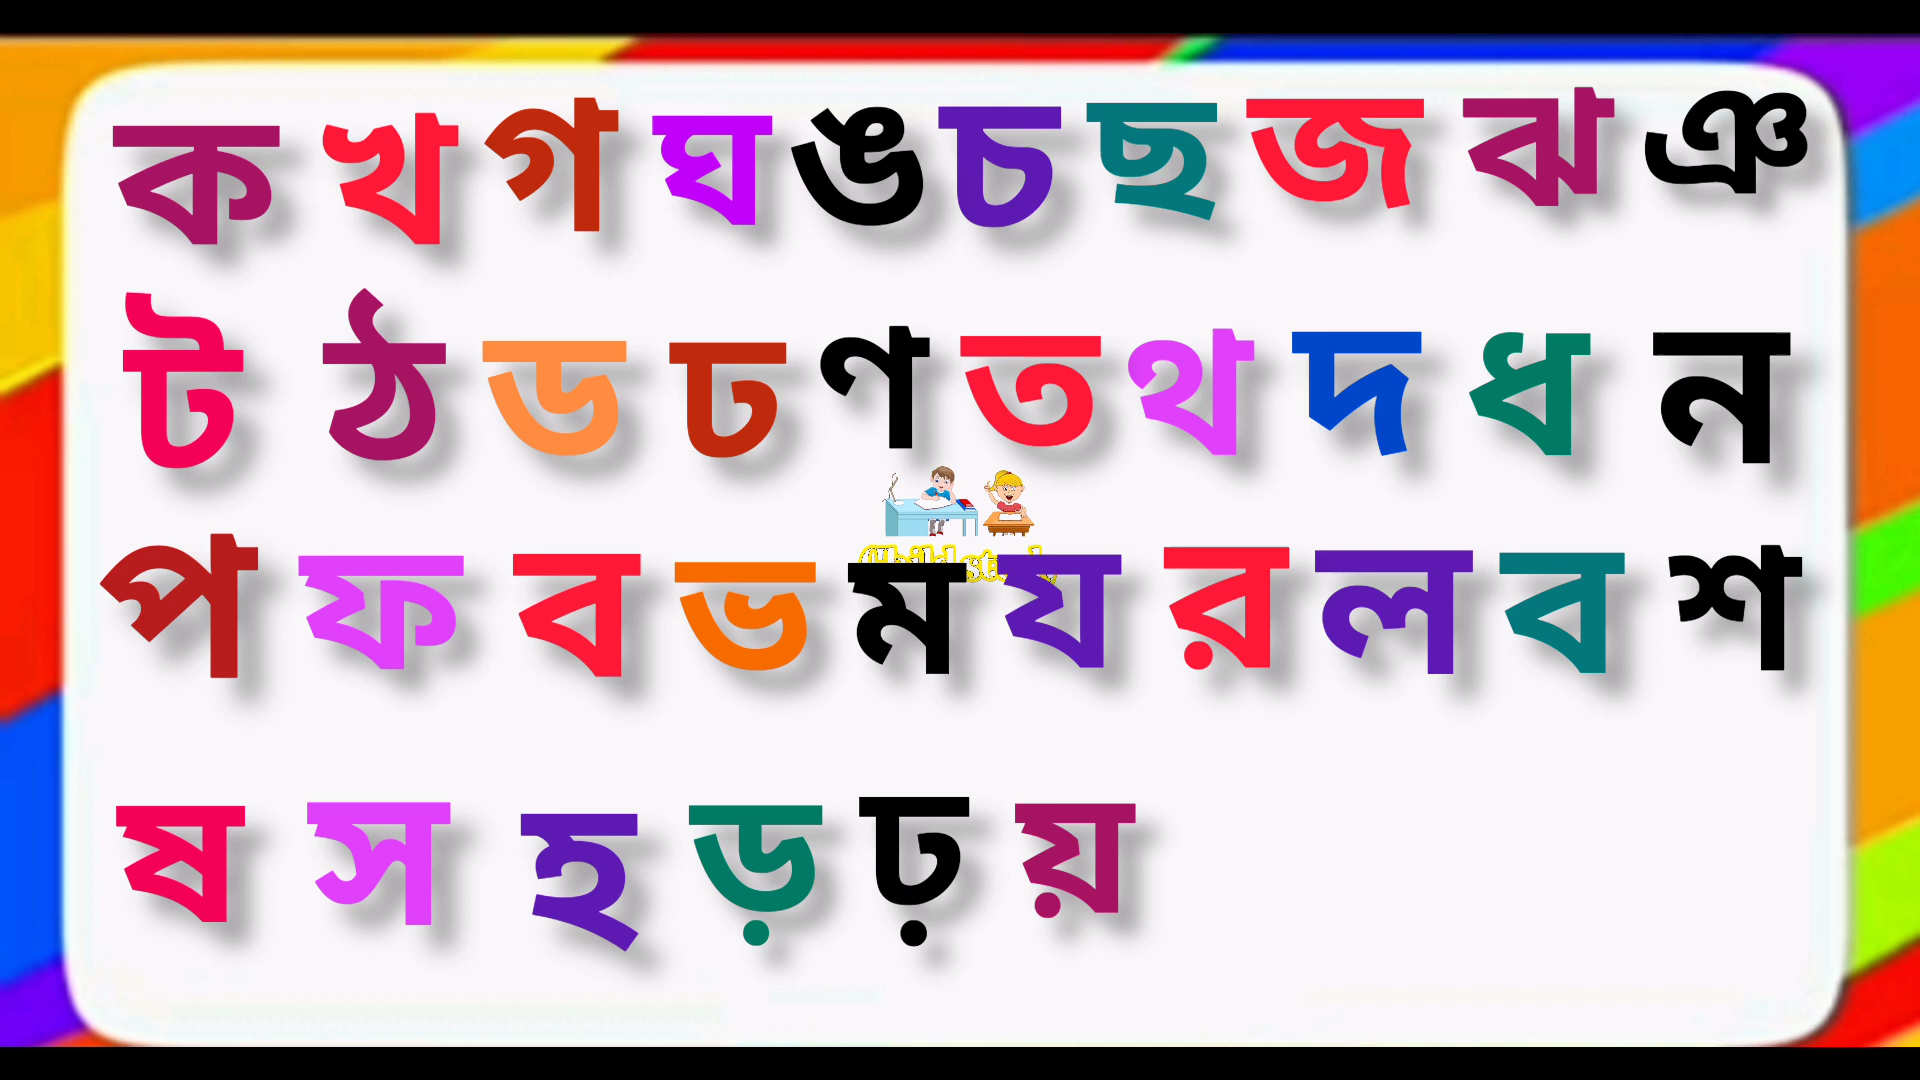 ক খ গ ঘ ঙ চ ছ জ ঝ ঞ
ট ঠ ড ঢ ণ ত থ দ ধ ন
প ফ ব ভ ম য র ল ব শ
ষ স হ ড় ঢ় য়